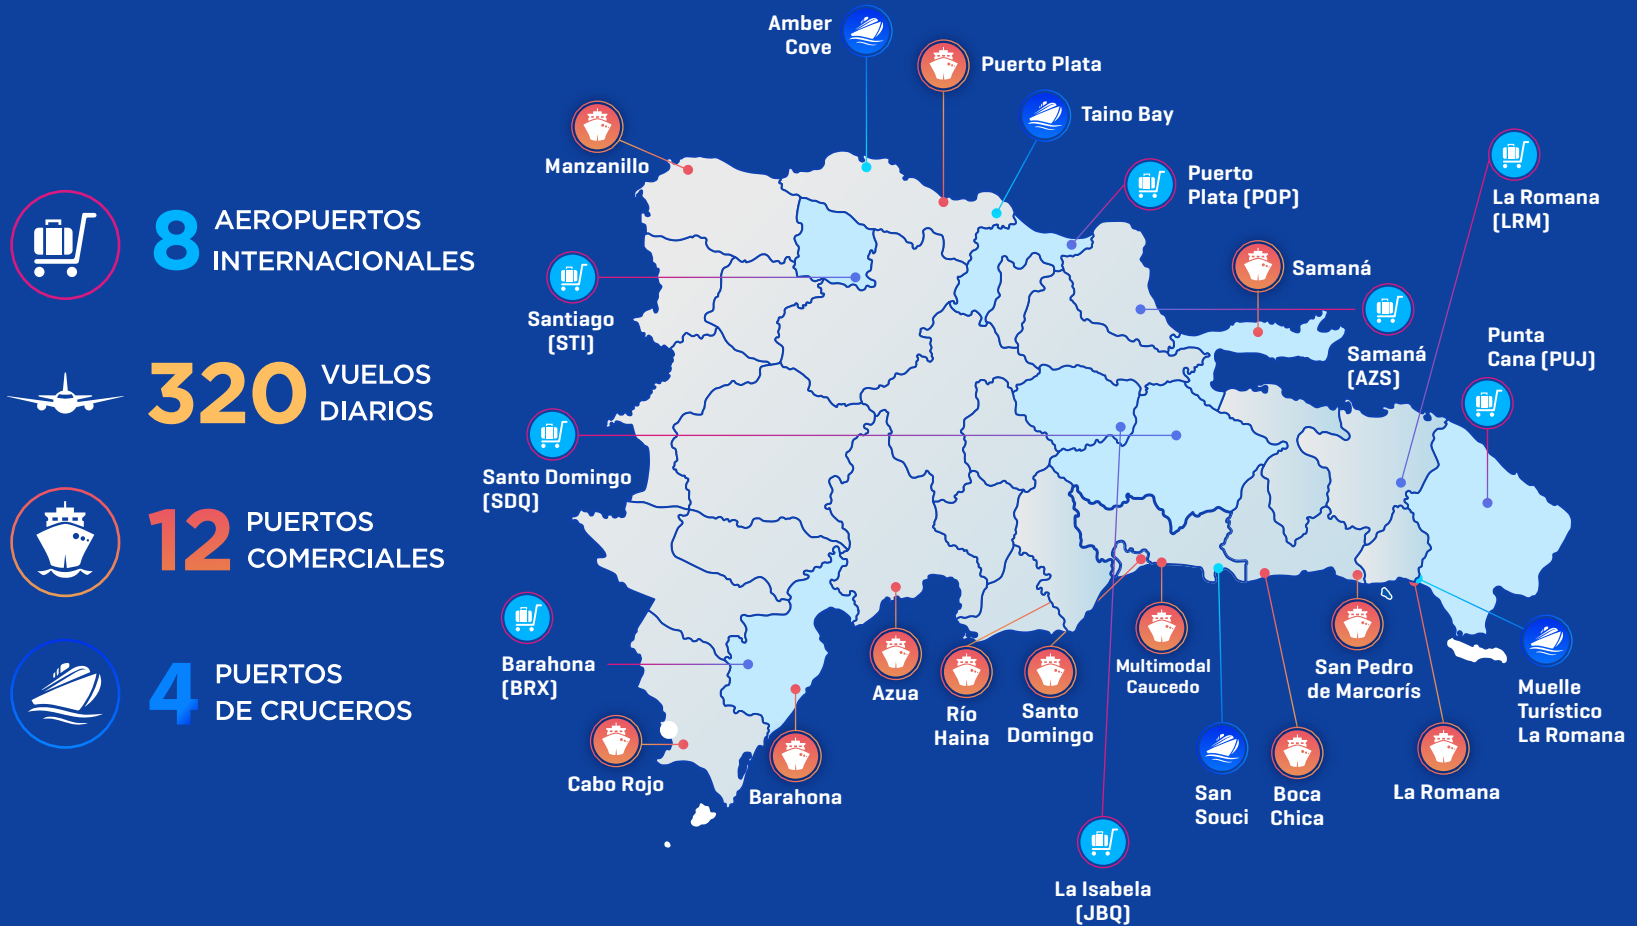 8
AEROPUERTOS
INTERNACIONALES
320
VUELOS
DIARIOS
12
PUERTOS
COMERCIALES
4
PUERTOS
DE CRUCEROS
Amber
Cove
Puerto Plata
Taino Bay
Manzanillo
Puerto
Plata (POP)
La Romana
(LRM)
Samaná
Santiago
(STI)
Samaná
(AZS)
Punta
Cana (PUJ)
Santo Domingo
(SDQ)
Barahona
(BRX)
Cabo Rojo
Barahona
Azua
Río
Haina
Santo
Domingo
Multimodal
Caucedo
San
Souci
Boca
Chica
San Pedro
de Marcorís
La Romana
Muelle
Turístico
La Romana
La Isabela
(JBQ)